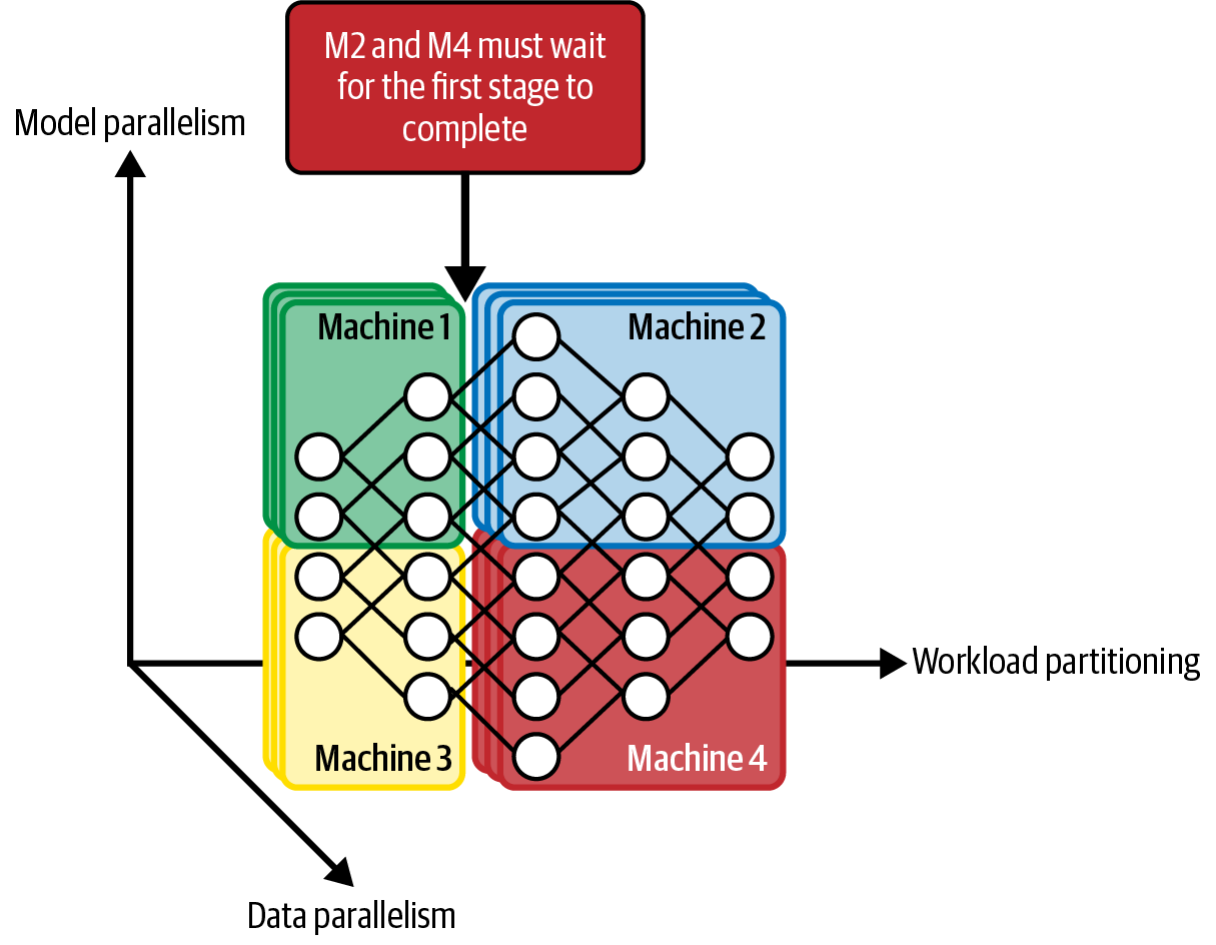 M2 and M4 must wait
for the first stage to
complete
Model parallelism
Machine 1
Machine 2
Machine 3
Machine 4
Workload partitioning
Data parallelism